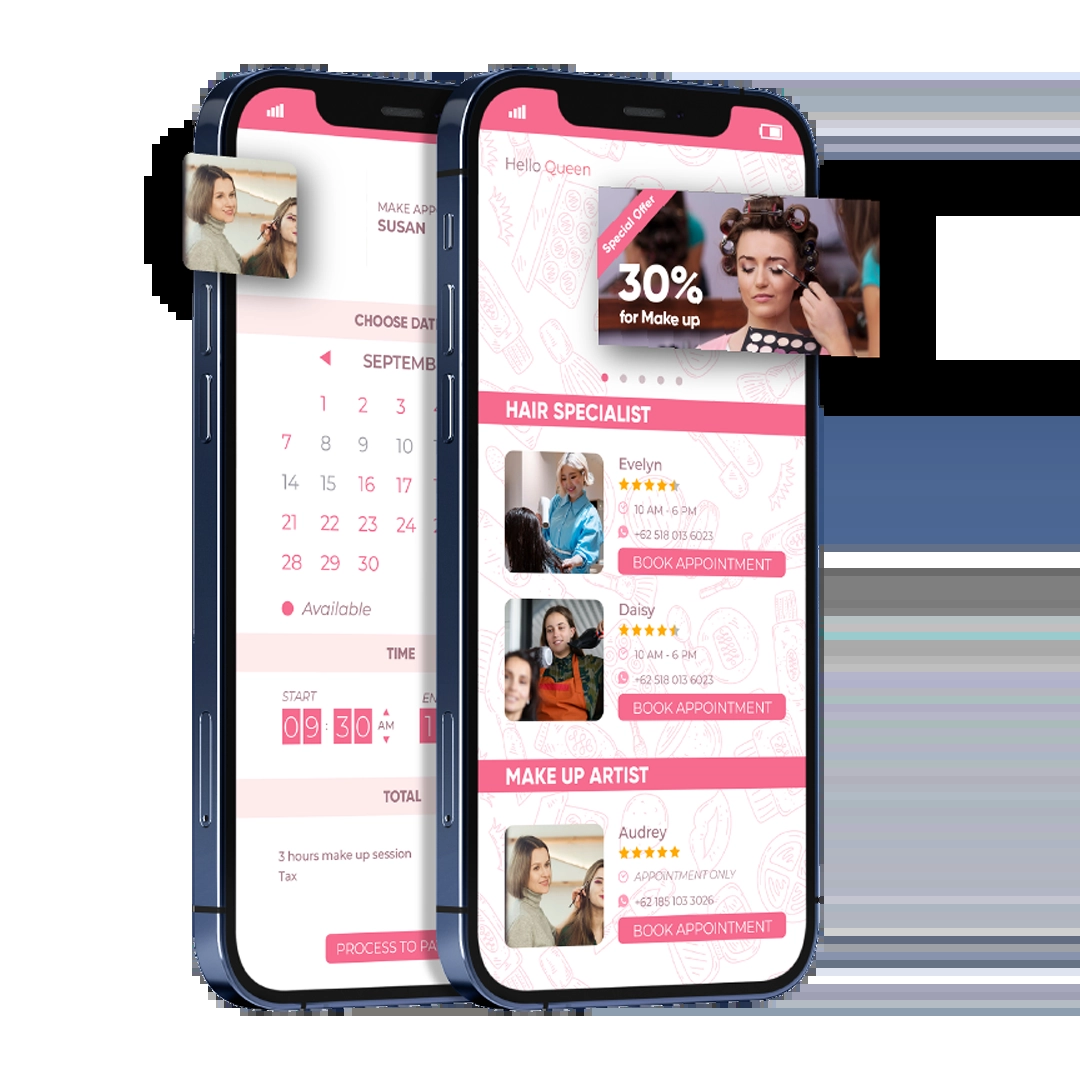 MAKE APP
SUSAN
CHOOSE DATE
SEPTEMB
1 2 3
7 8 9 10
14 15 16 17
21 22 23 24
28 29 30
Available
TIME
START
EN
09 : 30 AM
1
TOTAL
3 hours make up session
Tax
PROCESS TO PA
Hello Queen
Special Offer
30%
for Make up
HAIR SPECIALIST
Evelyn
10 AM - 6 PM
+62 518 013 6023
BOOK APPOINTMENT
Daisy
10 AM - 6 PM
+62 518 013 6023
BOOK APPOINTMENT
MAKE UP ARTIST
Audrey
APPOINTMENT ONLY
+62 185 103 3026
BOOK APPOINTMENT